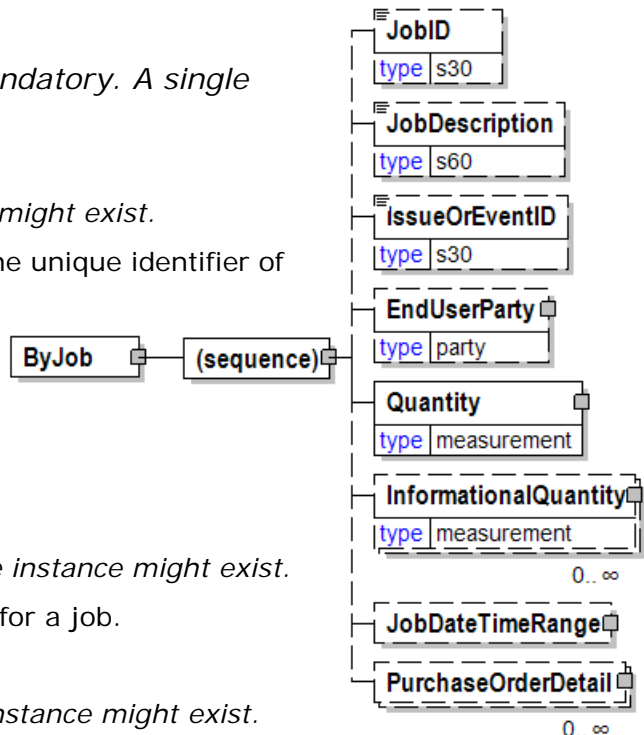 ndatory. A single
might exist.
ne unique identifier of
e instance might exist.
for a job.
nstance might exist.
ByJob
(sequence)
JobID
type s30
JobDescription
type s60
IssueOrEventID
type s30
EndUserParty
type party
Quantity
type measurement
InformationalQuantity
type measurement
0.. ∞
JobDateTimeRange
PurchaseOrderDetail
0.. ∞